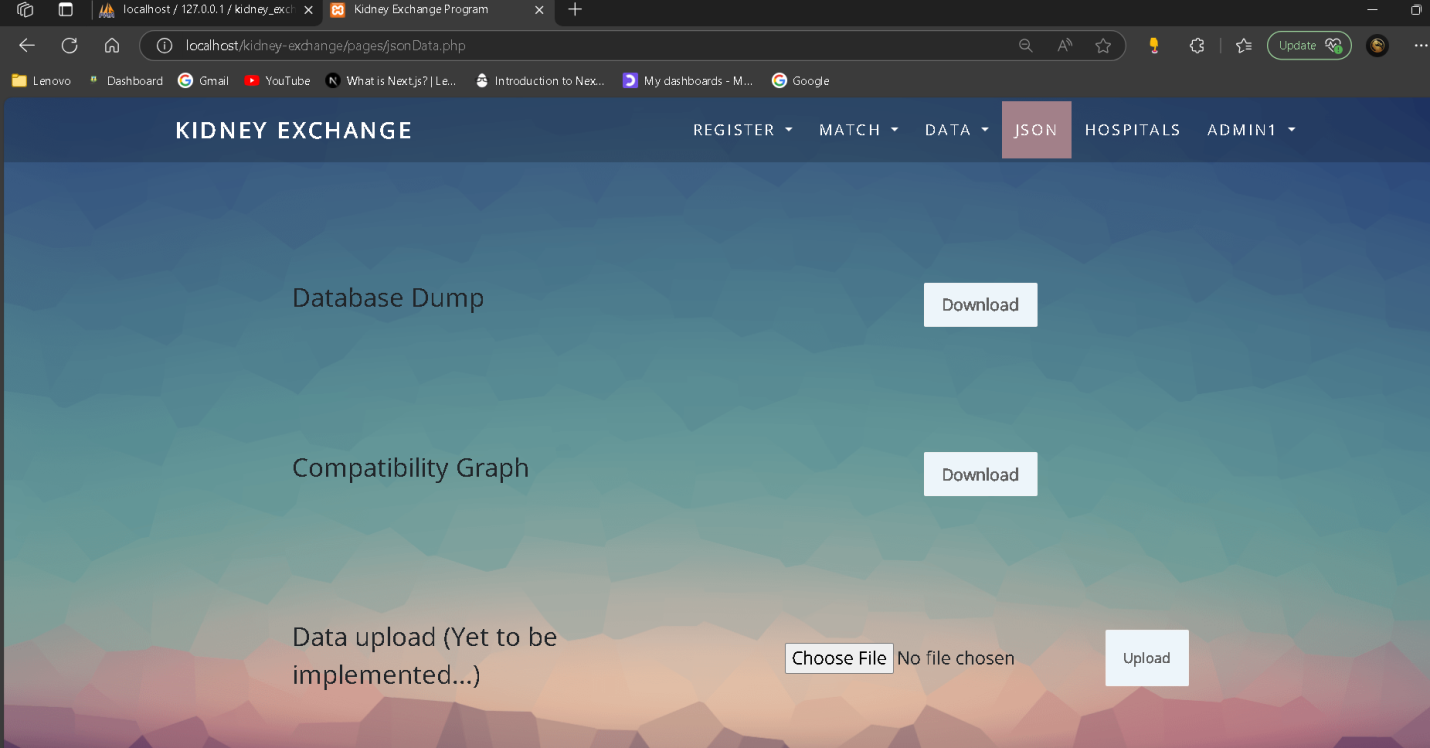 localhost / 127.0.0.1 / kidney_exch
Kidney Exchange Program
localhost/kidney-exchange/pages/jsonData.php
Update
Lenovo
Dashboard
Gmail
YouTube
What is Next.js? | Le...
Introduction to Nex...
My dashboards - M...
Google
KIDNEY EXCHANGE
REGISTER
MATCH
DATA
JSON
HOSPITALS
ADMIN1
Database Dump
Download
Compatibility Graph
Download
Data upload (Yet to be
implemented...)
Choose File No file chosen
Upload